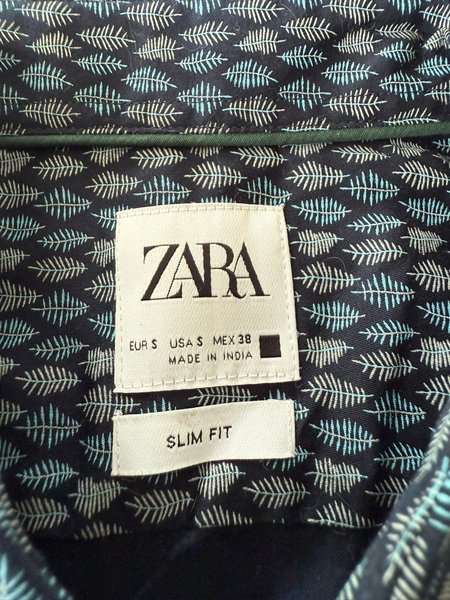 ZARA
EUR S USA S MEX 38
MADE IN INDIA
SLIM FIT